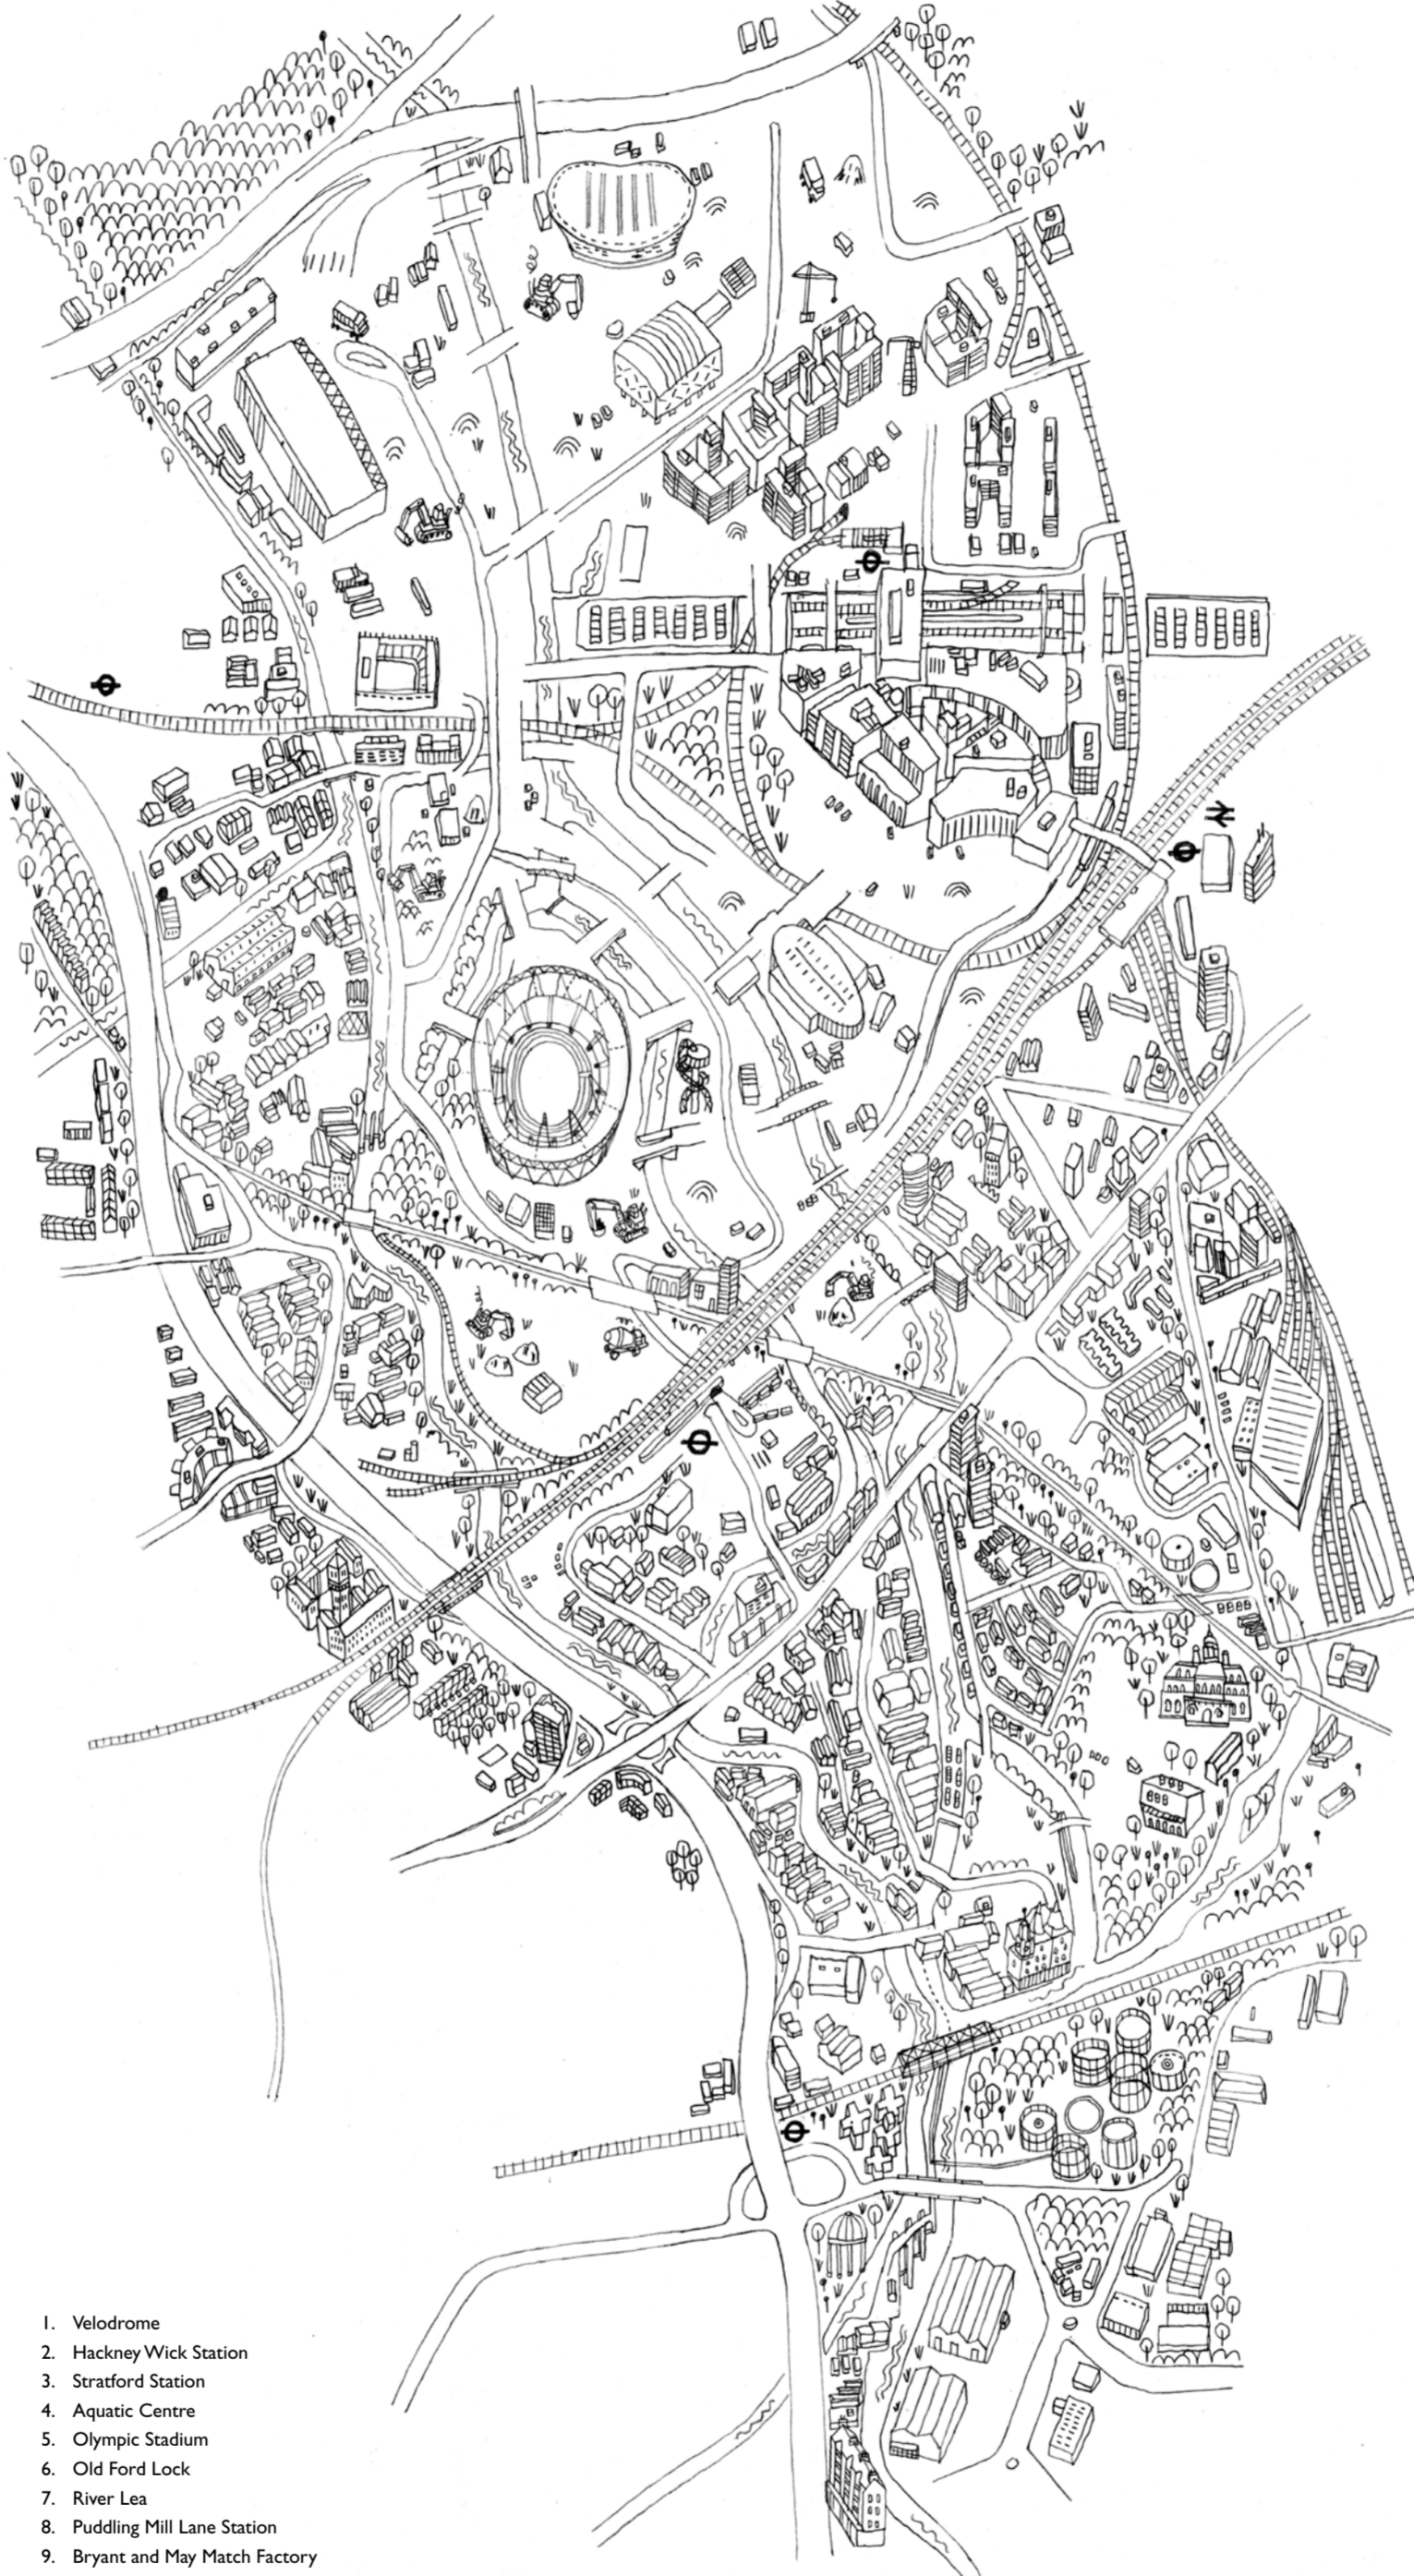 1. Velodrome
2. Hackney Wick Station
3. Stratford Station
4. Aquatic Centre
5. Olympic Stadium
6. Old Ford Lock
7. River Lea
8. Puddling Mill Lane Station
9. Bryant and May Match Factory